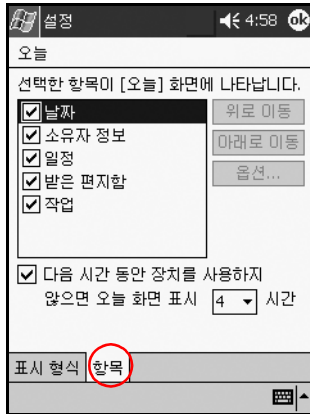 설정 4:58 ok
오늘
선택한 항목이 [오늘] 화면에 나타납니다.
날짜
소유자 정보
일정
받은 편지함
작업
위로 이동
아래로 이동
옵션...
다음 시간 동안 장치를 사용하지
않으면 오늘 화면 표시 4 시간
표시 형식 항목